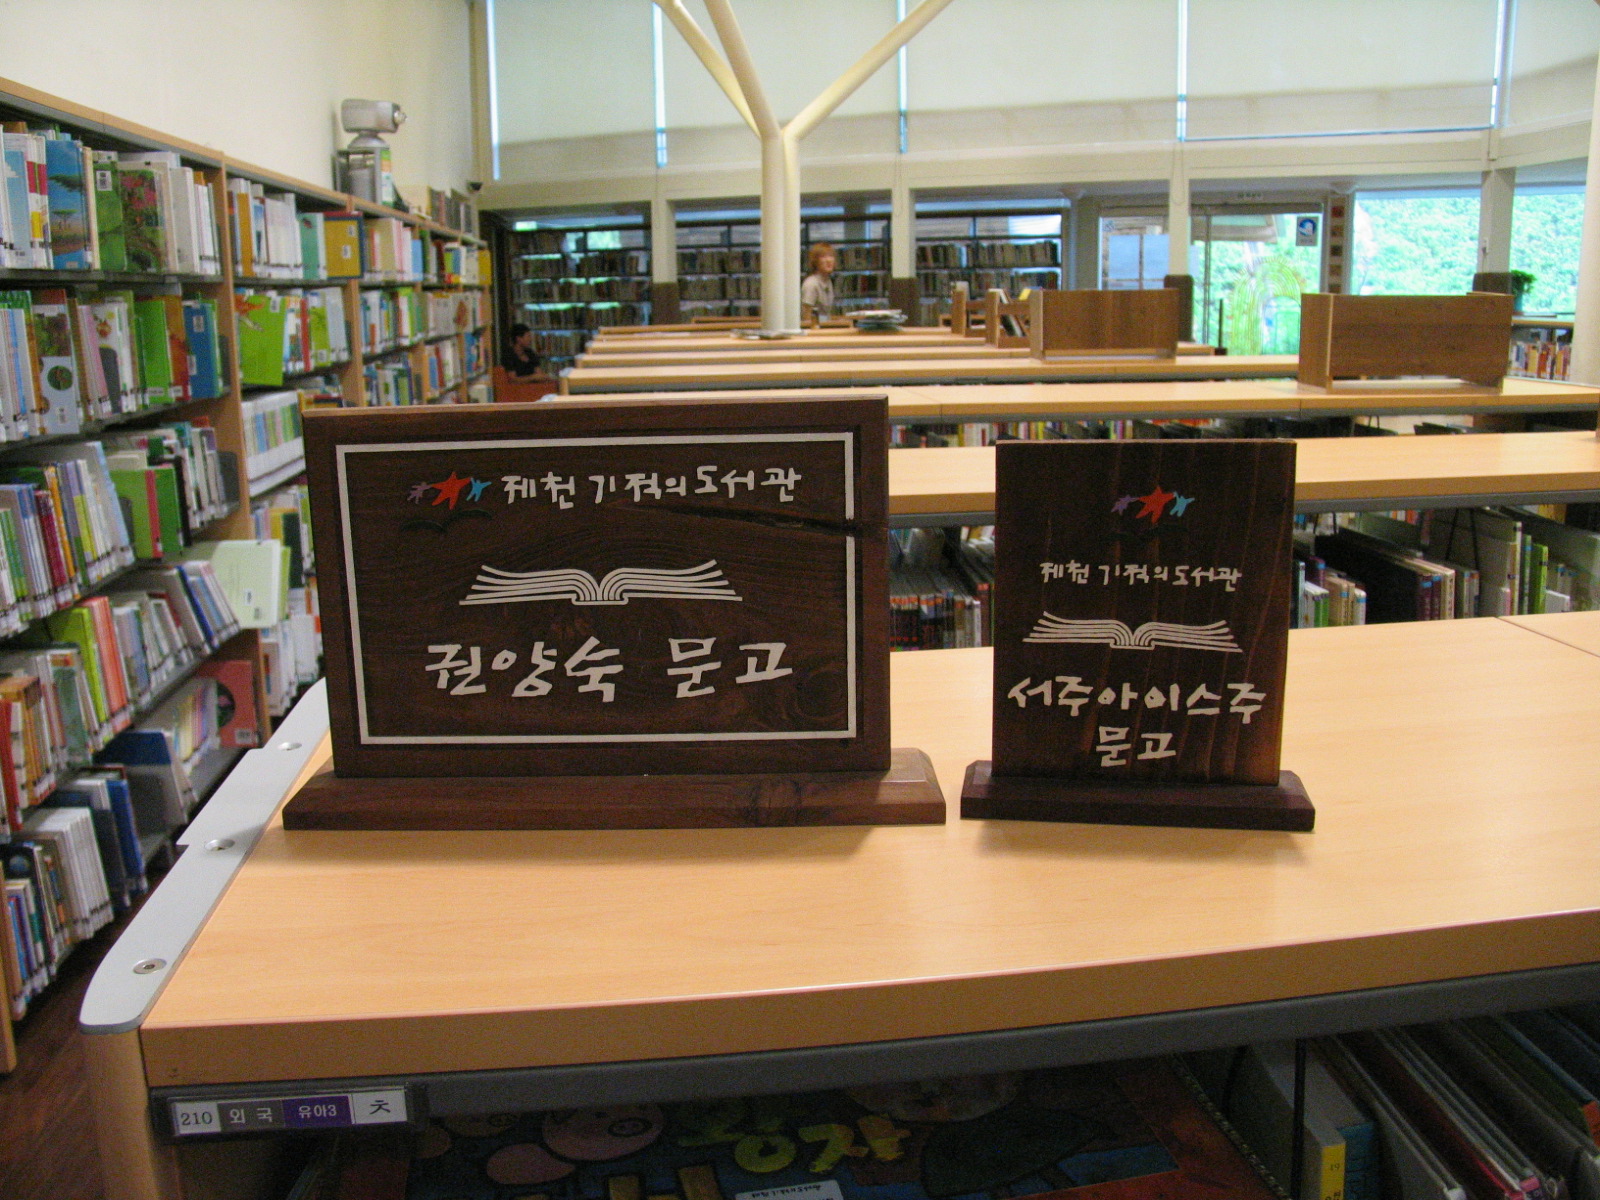 제천 기적의도서관
권양숙 문고
제천 기적의도서관
서주아이스주
문고
210 외국 유아3 ㅊ